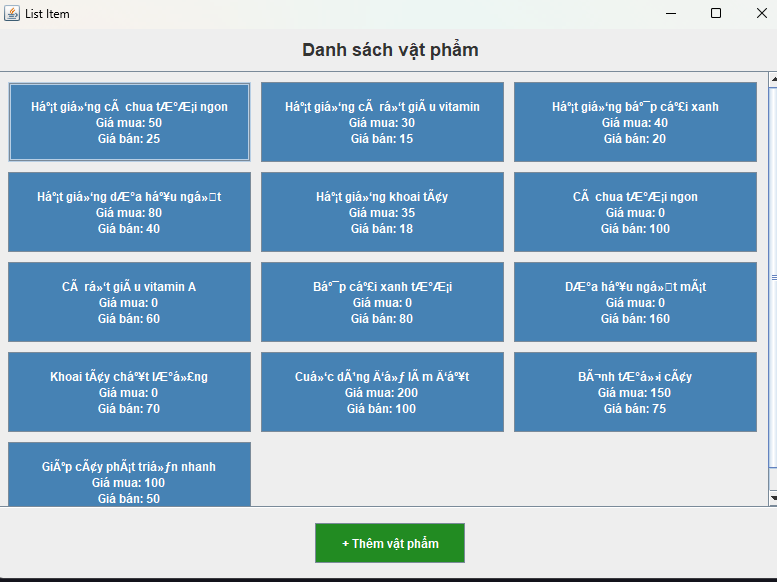 List Item
Danh sách vật phẩm
Háº¡t giá»‘ng cÃ  chua tÆ°Æ¡i ngon
Giá mua: 50
Giá bán: 25
Háº¡t giá»‘ng cÃ  rá»‘t giÃ u vitamin
Giá mua: 30
Giá bán: 15
Háº¡t giá»‘ng báº¯p cáº£i xanh
Giá mua: 40
Giá bán: 20
Háº¡t giá»‘ng dÆ°a háº¥u ngá»□t
Giá mua: 80
Giá bán: 40
Háº¡t giá»‘ng khoai tÃ¢y
Giá mua: 35
Giá bán: 18
CÃ  chua tÆ°Æ¡i ngon
Giá mua: 0
Giá bán: 100
CÃ  rá»‘t giÃ u vitamin A
Giá mua: 0
Giá bán: 60
Báº¯p cáº£i xanh tÆ°Æ¡i
Giá mua: 0
Giá bán: 80
DÆ°a háº¥u ngá»□t mÃ¡t
Giá mua: 0
Giá bán: 160
Khoai tÃ¢y cháº¥t lÆ°á»£ng
Giá mua: 0
Giá bán: 70
Cuá»‘c dÃ¹ng Ä‘á»ƒ lÃ m Ä‘áº¥t
Giá mua: 200
Giá bán: 100
BÃ¬nh tÆ°á»›i cÃ¢y
Giá mua: 150
Giá bán: 75
GiÃºp cÃ¢y phÃ¡t triá»ƒn nhanh
Giá mua: 100
Giá bán: 50
+ Thêm vật phẩm